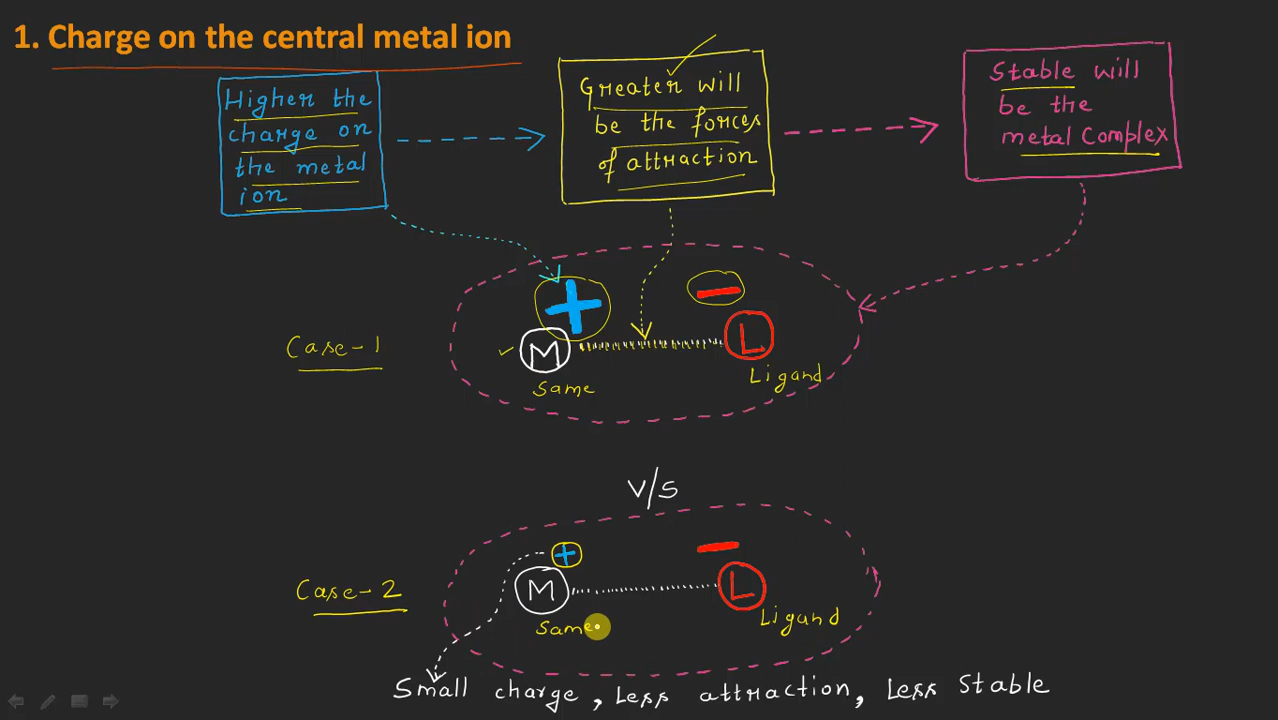 1. Charge on the central metal ion
Higher the
charge on
the metal
ion
Greater will
be the forces
of attraction
Stable will
be the
metal Complex
Case-1
+
−
M
L
Same
Ligand
V/S
Case-2
+
−
M
L
Same
Ligand
Small charge, Less attraction, Less Stable